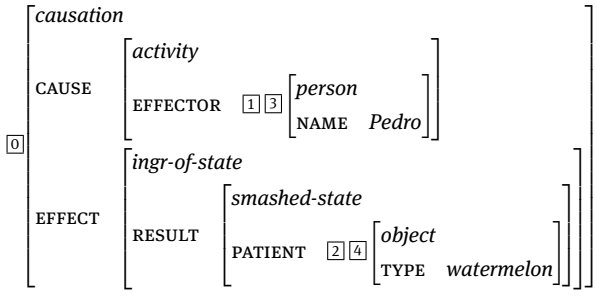 causation
activity
CAUSE
EFFECTOR 1 3 person
NAME Pedro
0
ingr-of-state
smashed-state
EFFECT
RESULT
PATIENT 2 4 object
TYPE watermelon